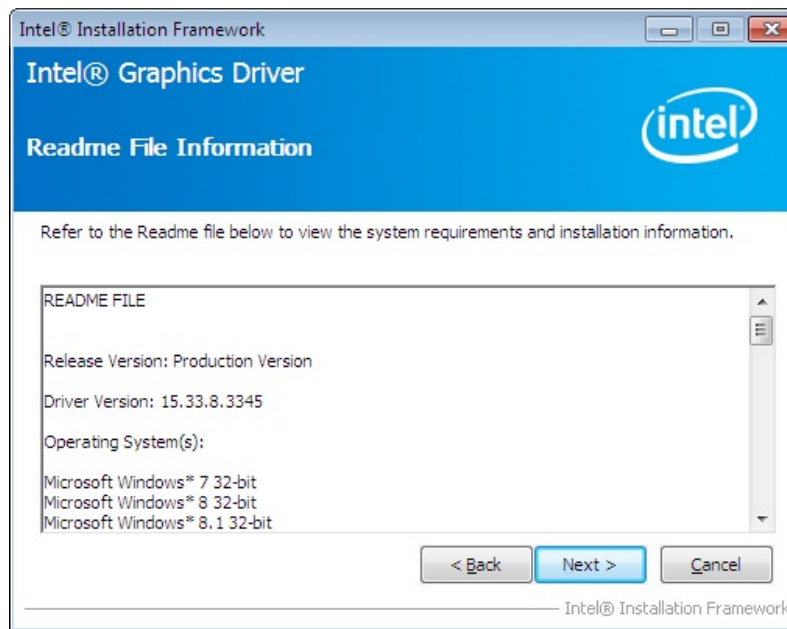 Intel® Installation Framework
Intel® Graphics Driver
Readme File Information
intel®
Refer to the Readme file below to view the system requirements and installation information.
README FILE
Release Version: Production Version
Driver Version: 15.33.8.3345
Operating System(s):
Microsoft Windows* 7 32-bit
Microsoft Windows* 8 32-bit
Microsoft Windows* 8.1 32-bit
< Back Next > Cancel
Intel® Installation Framework